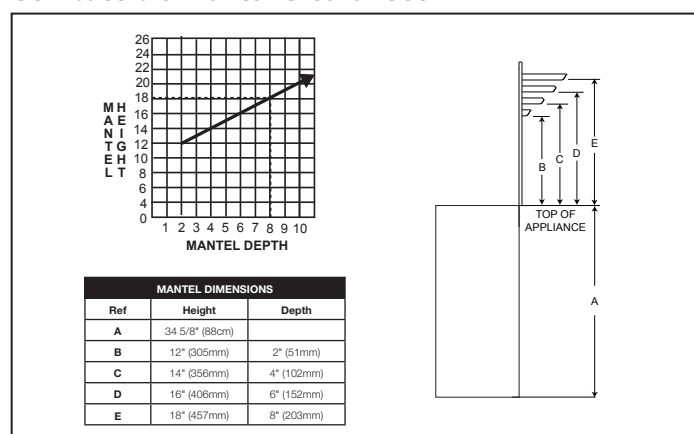 26
24
22
20
18
16
14
12
10
8
6
4
0
MANTEL
HEIGHT
1 2 3 4 5 6 7 8 9 10
MANTEL DEPTH
B
C
D
E
TOP OF
APPLIANCE
A
MANTEL DIMENSIONS
Ref Height Depth
A 34 5/8" (88cm)
B 12" (305mm) 2" (51mm)
C 14" (356mm) 4" (102mm)
D 16" (406mm) 6" (152mm)
E 18" (457mm) 8" (203mm)